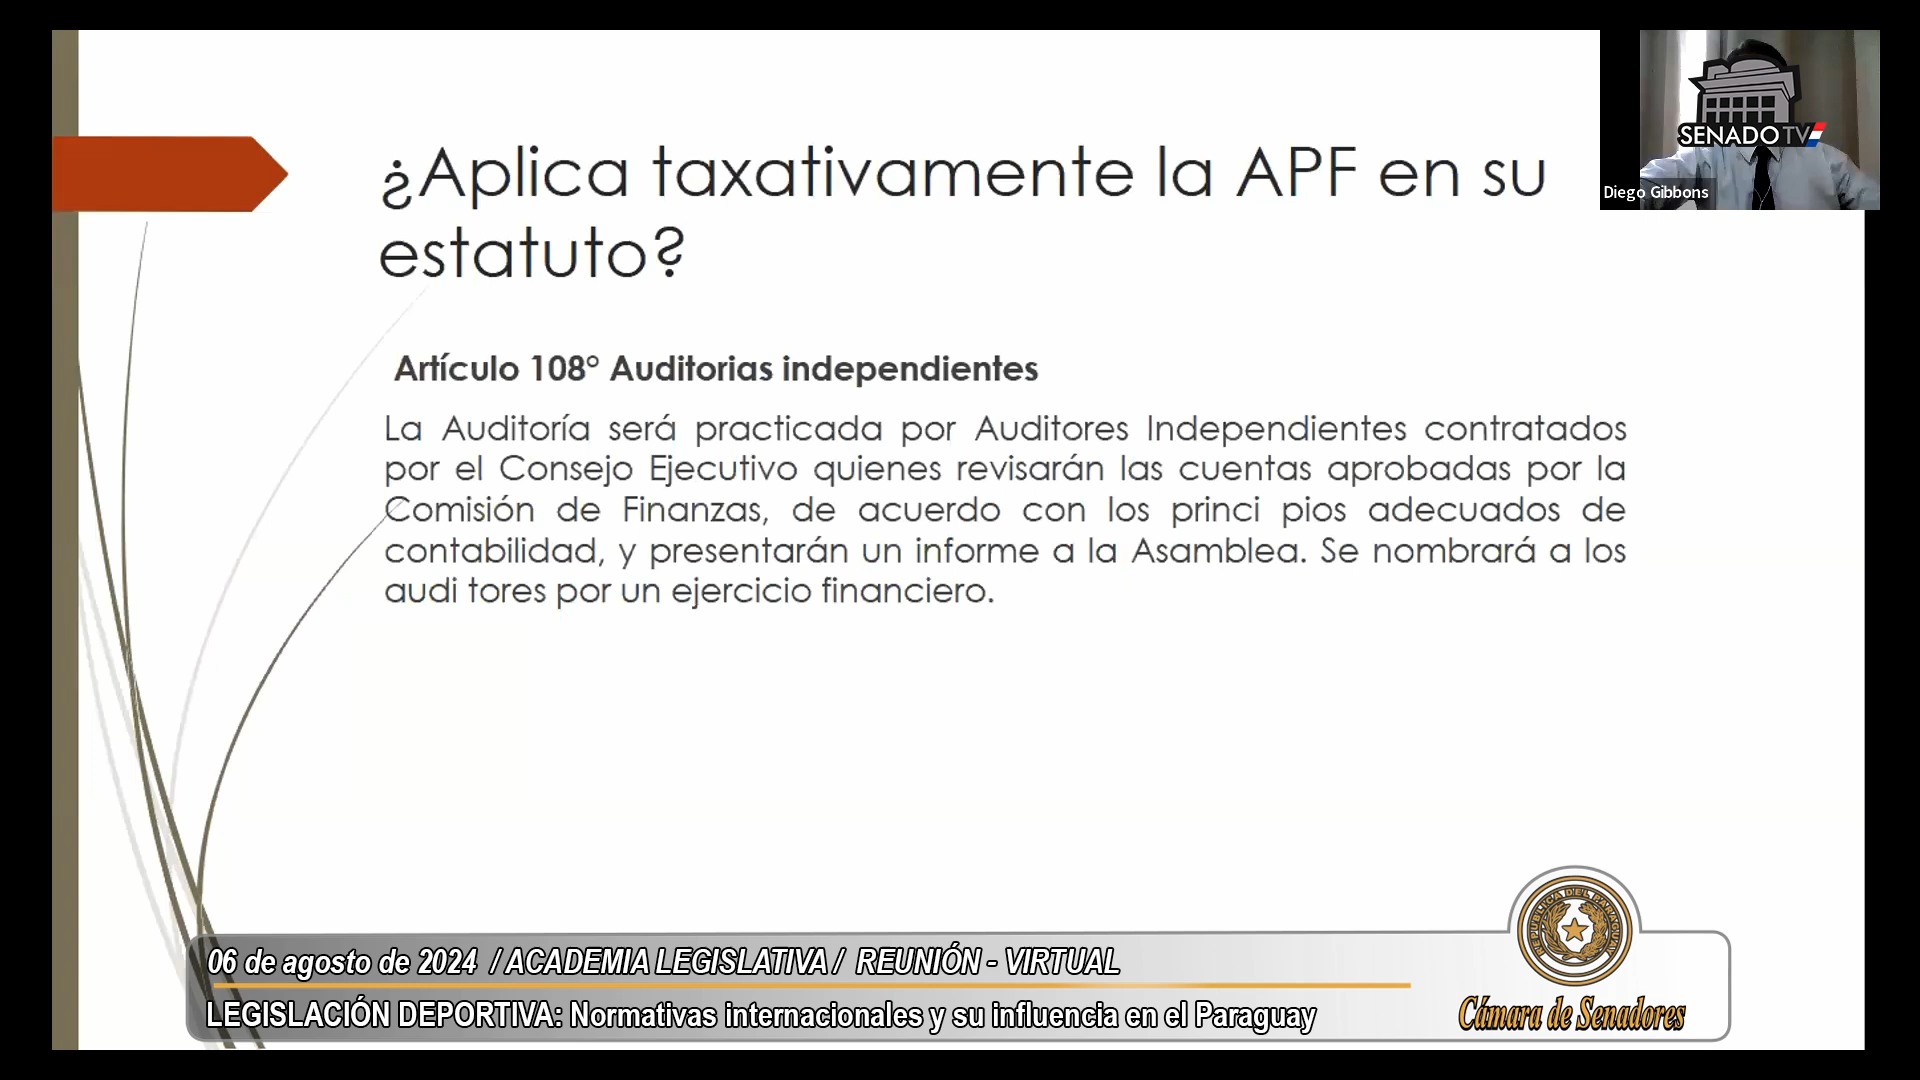 SENADO TV
Diego Gibbons
¿Aplica taxativamente la APF en su
estatuto?
Artículo 108° Auditorias independientes
La Auditoría será practicada por Auditores Independientes contratados
por el Consejo Ejecutivo quienes revisarán las cuentas aprobadas por la
Comisión de Finanzas, de acuerdo con los princi pios adecuados de
contabilidad, y presentarán un informe a la Asamblea. Se nombrará a los
audi tores por un ejercicio financiero.
REPUBLICA DEL PARAGUAY
06 de agosto de 2024 / ACADEMIA LEGISLATIVA / REUNIÓN - VIRTUAL
LEGISLACIÓN DEPORTIVA: Normativas internacionales y su influencia en el Paraguay
Cámara de Senadores